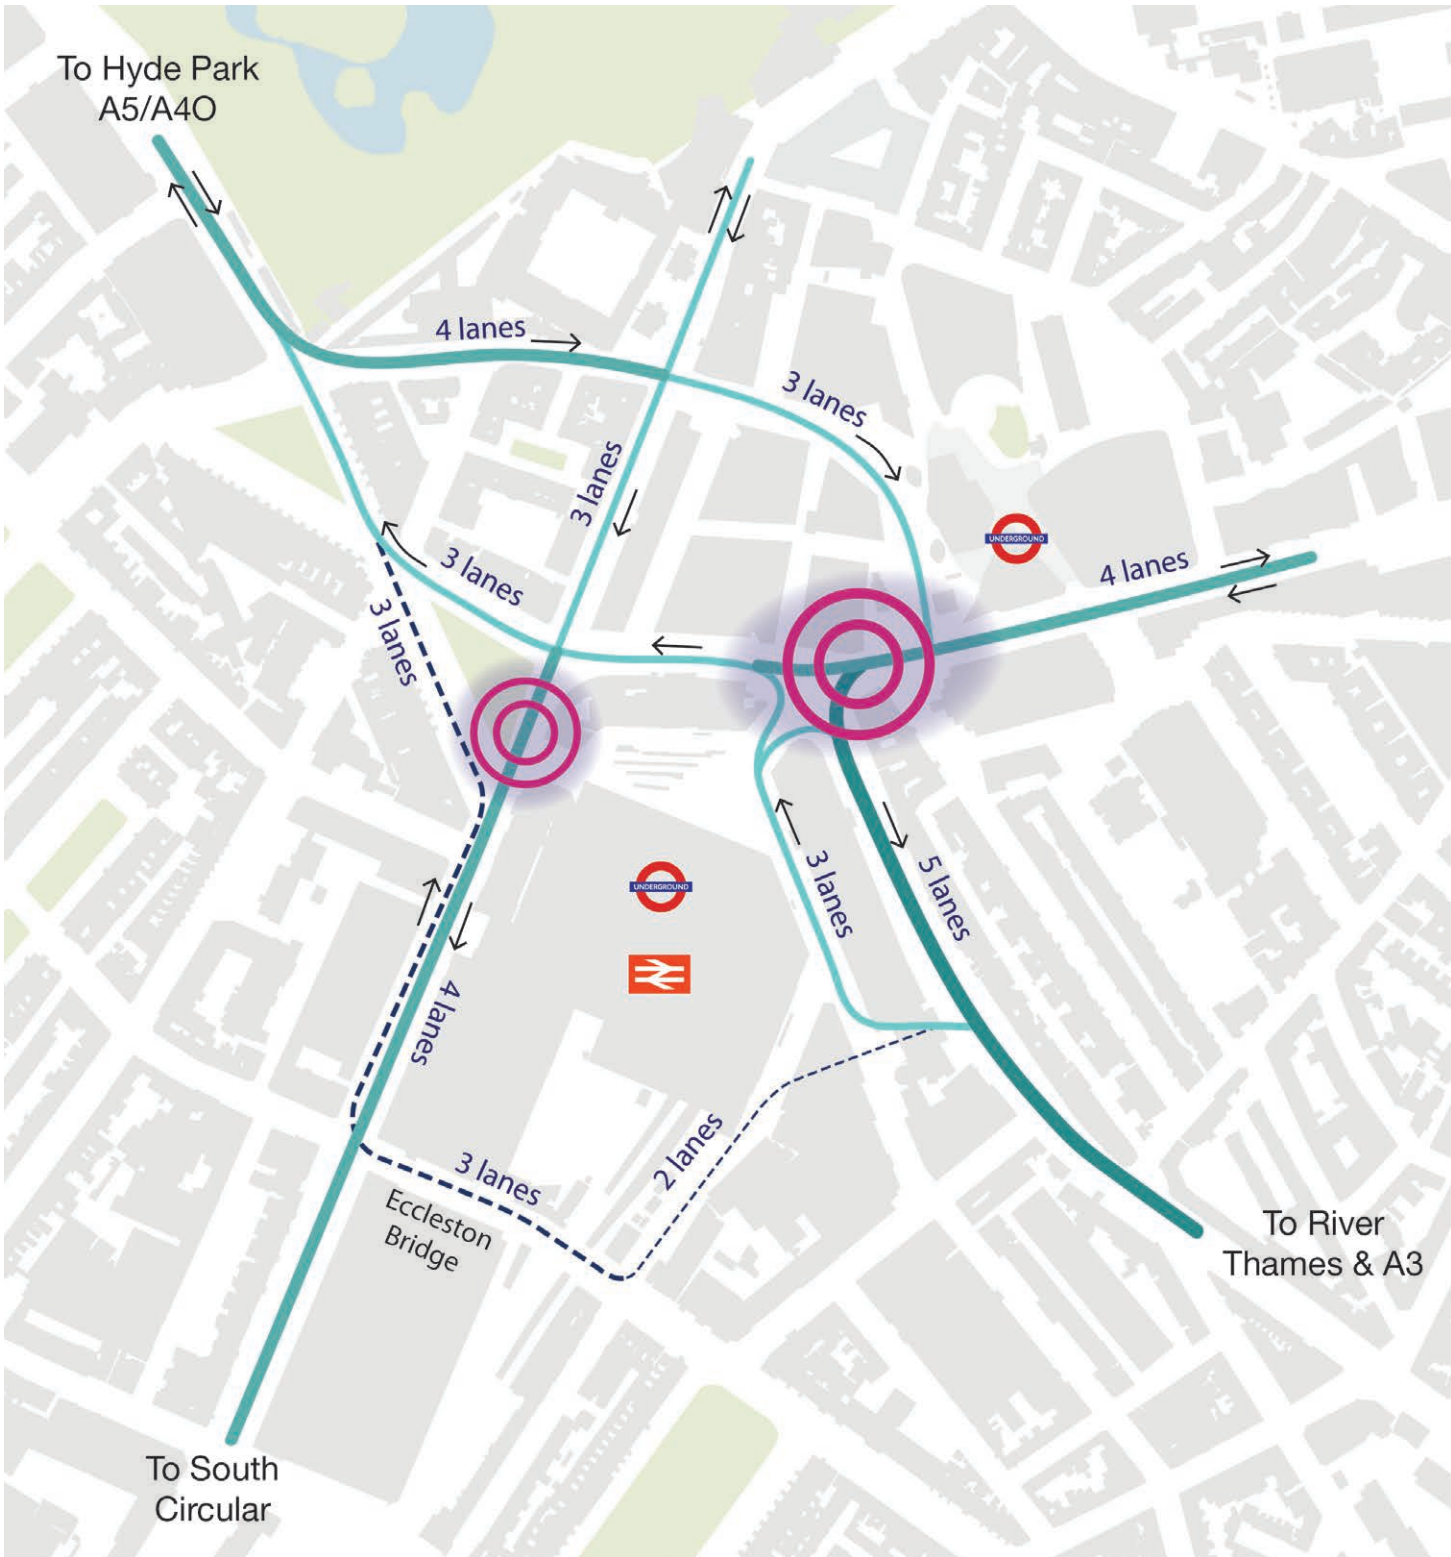 To Hyde Park
A5/A4O
4 lanes
3 lanes
3 lanes
3 lanes
UNDERGROUND
4 lanes
3 lanes
UNDERGROUND
3 lanes
5 lanes
4 lanes
2 lanes
3 lanes
Eccleston
Bridge
To River
Thames & A3
To South
Circular